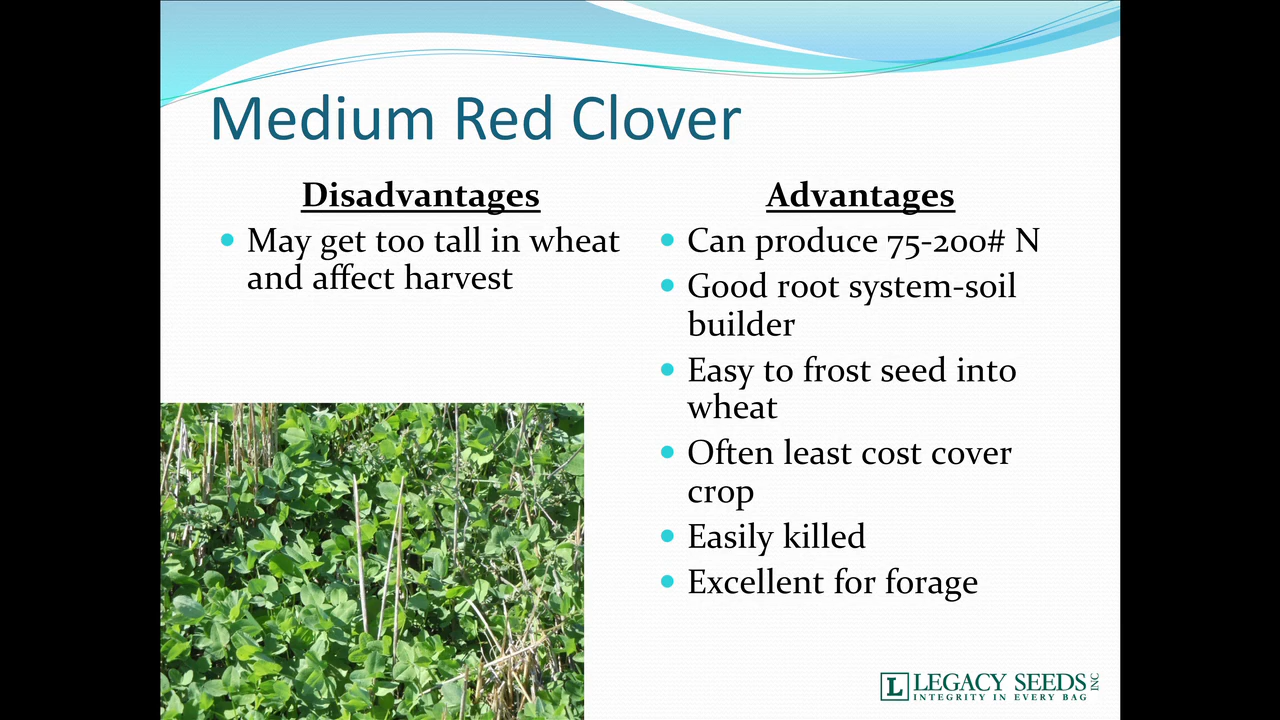 Medium Red Clover
Disadvantages
May get too tall in wheat
and affect harvest
Advantages
Can produce 75-200# N
Good root system-soil
builder
Easy to frost seed into
wheat
Often least cost cover
crop
Easily killed
Excellent for forage
L LEGACY SEEDS INC
INTEGRITY IN EVERY BAG